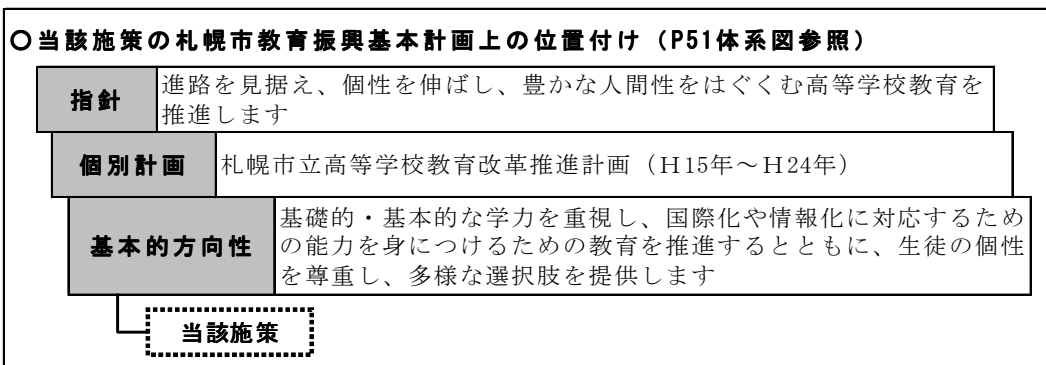 〇当該施策の札幌市教育振興基本計画上の位置付け（P51体系図参照）
指針
進路を見据え、個性を伸ばし、豊かな人間性をはぐくむ高等学校教育を
推進します
個別計画
札幌市立高等学校教育改革推進計画（Ｈ15年～Ｈ24年）
基本的方向性
基礎的・基本的な学力を重視し、国際化や情報化に対応するため
の能力を身につけるための教育を推進するとともに、生徒の個性
を尊重し、多様な選択肢を提供します
当該施策